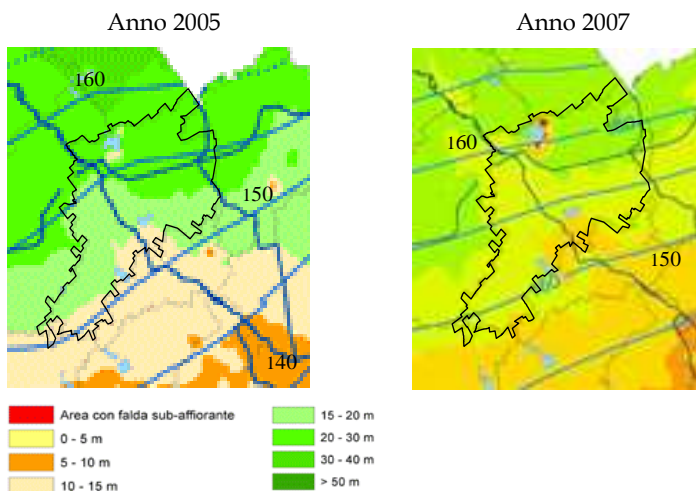 Anno 2005
Anno 2007
160
150
140
160
150
Area con falda sub-affiorante
0 - 5 m
5 - 10 m
10 - 15 m
15 - 20 m
20 - 30 m
30 - 40 m
> 50 m